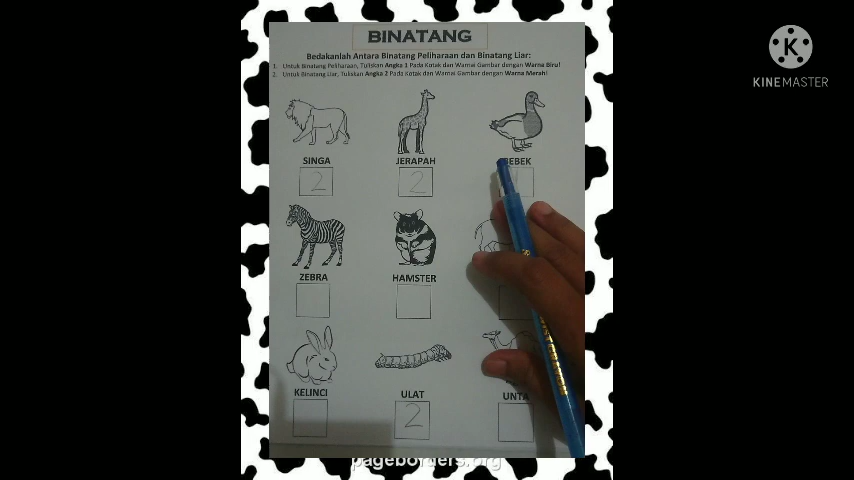 BINATANG
Bedakanlah Antara Binatang Peliharaan dan Binatang Liar:
1. Untuk Binatang Peliharaan, Tuliskan Angka 1 Pada Kotak dan Warnai Gambar dengan Warna Biru!
2. Untuk Binatang Liar, Tuliskan Angka 2 Pada Kotak dan Warnai Gambar dengan Warna Merah!
SINGA JERAPAH BEBEK
2 2
ZEBRA HAMSTER
KELINCI ULAT UNTA
2
K
KINEMASTER
pageborders.org